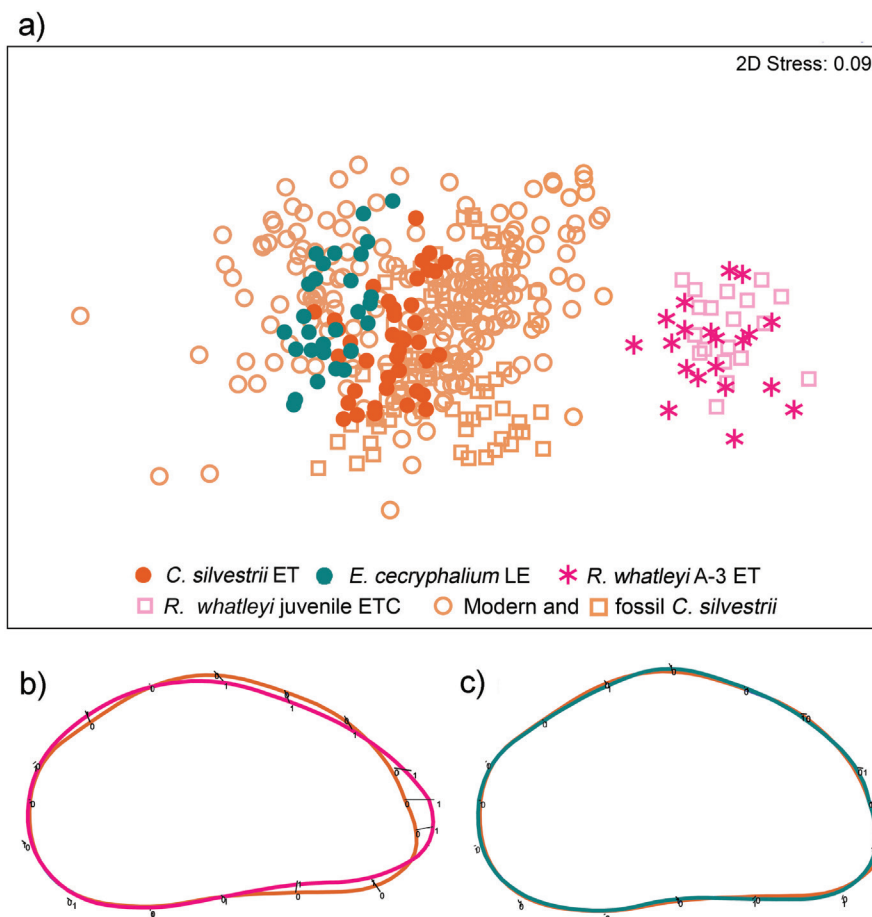 a)
2D Stress: 0.09
C. silvestrii ET E. cecryphalium LE R. whatleyi A-3 ET
R. whatleyi juvenile ETC Modern and fossil C. silvestrii
b)
c)